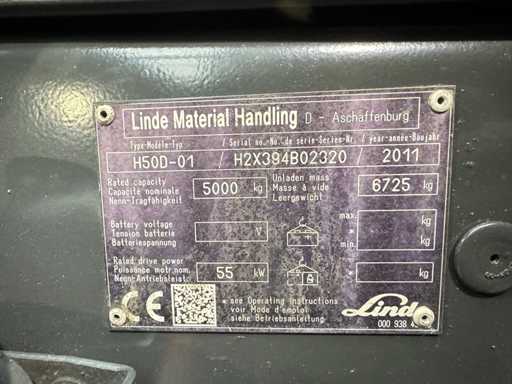 Linde Material Handling D - Aschaffenburg
Type-Modèle-Typ / Serial no.-No. de série-Serien-Nr. / year-année-Baujahr
H50D-01 / H2X394B02320 / 2011
Rated capacity
Capacité nominale 5000 kg
Nenn-Tragfähigkeit
Unladen mass
Masse à vide 6725 kg
Leergewicht
Battery voltage
Tension batterie V
Batteriespannung
max. * kg
min. * kg
Rated drive power
Puissance motr.nom. 55 kW
Nenn-Antriebsleist.
* kg
CE
* see Operating Instructions
voir Mode d'emploi
siehe Betriebsanleitung
Linde
000 938